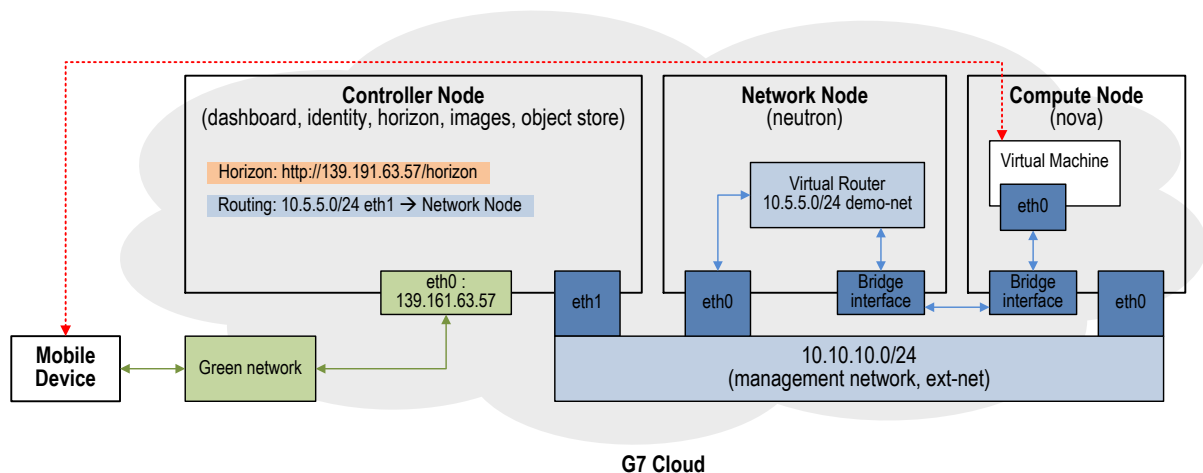 Controller Node
(dashboard, identity, horizon, images, object store)
Horizon: http://139.191.63.57/horizon
Routing: 10.5.5.0/24 eth1 → Network Node
eth0 :
139.161.63.57
eth1
Network Node
(neutron)
Virtual Router
10.5.5.0/24 demo-net
eth0
Bridge
interface
Compute Node
(nova)
Virtual Machine
eth0
Bridge
interface
eth0
Mobile
Device
Green network
10.10.10.0/24
(management network, ext-net)
G7 Cloud